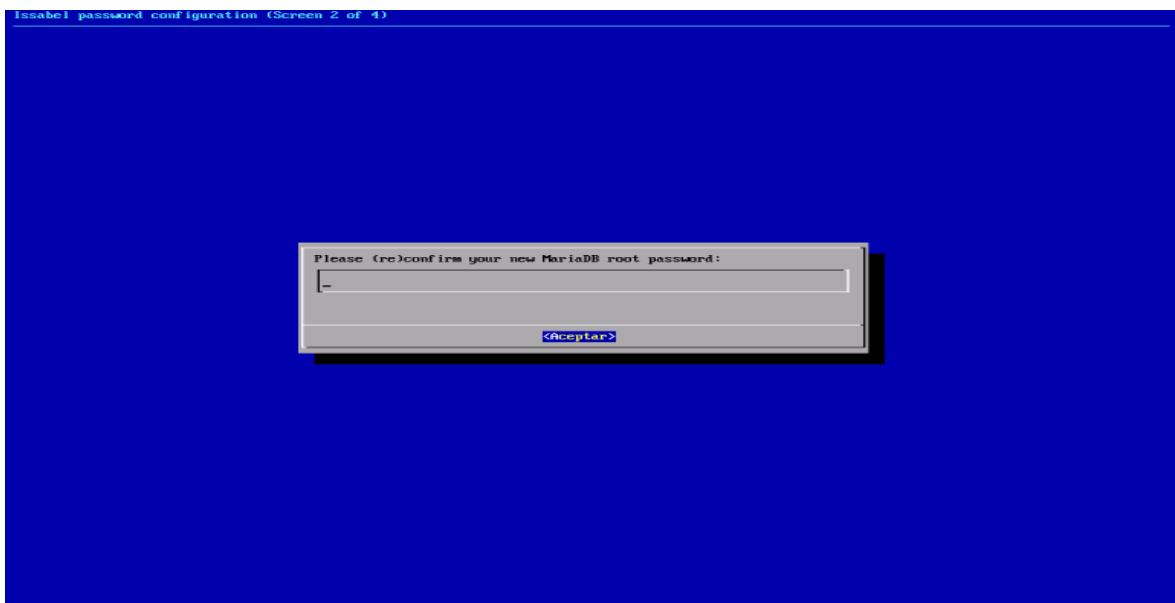 Issabel password configuration (Screen 2 of 4)
Please (re)confirm your new MariaDB root password:
<Aceptar>